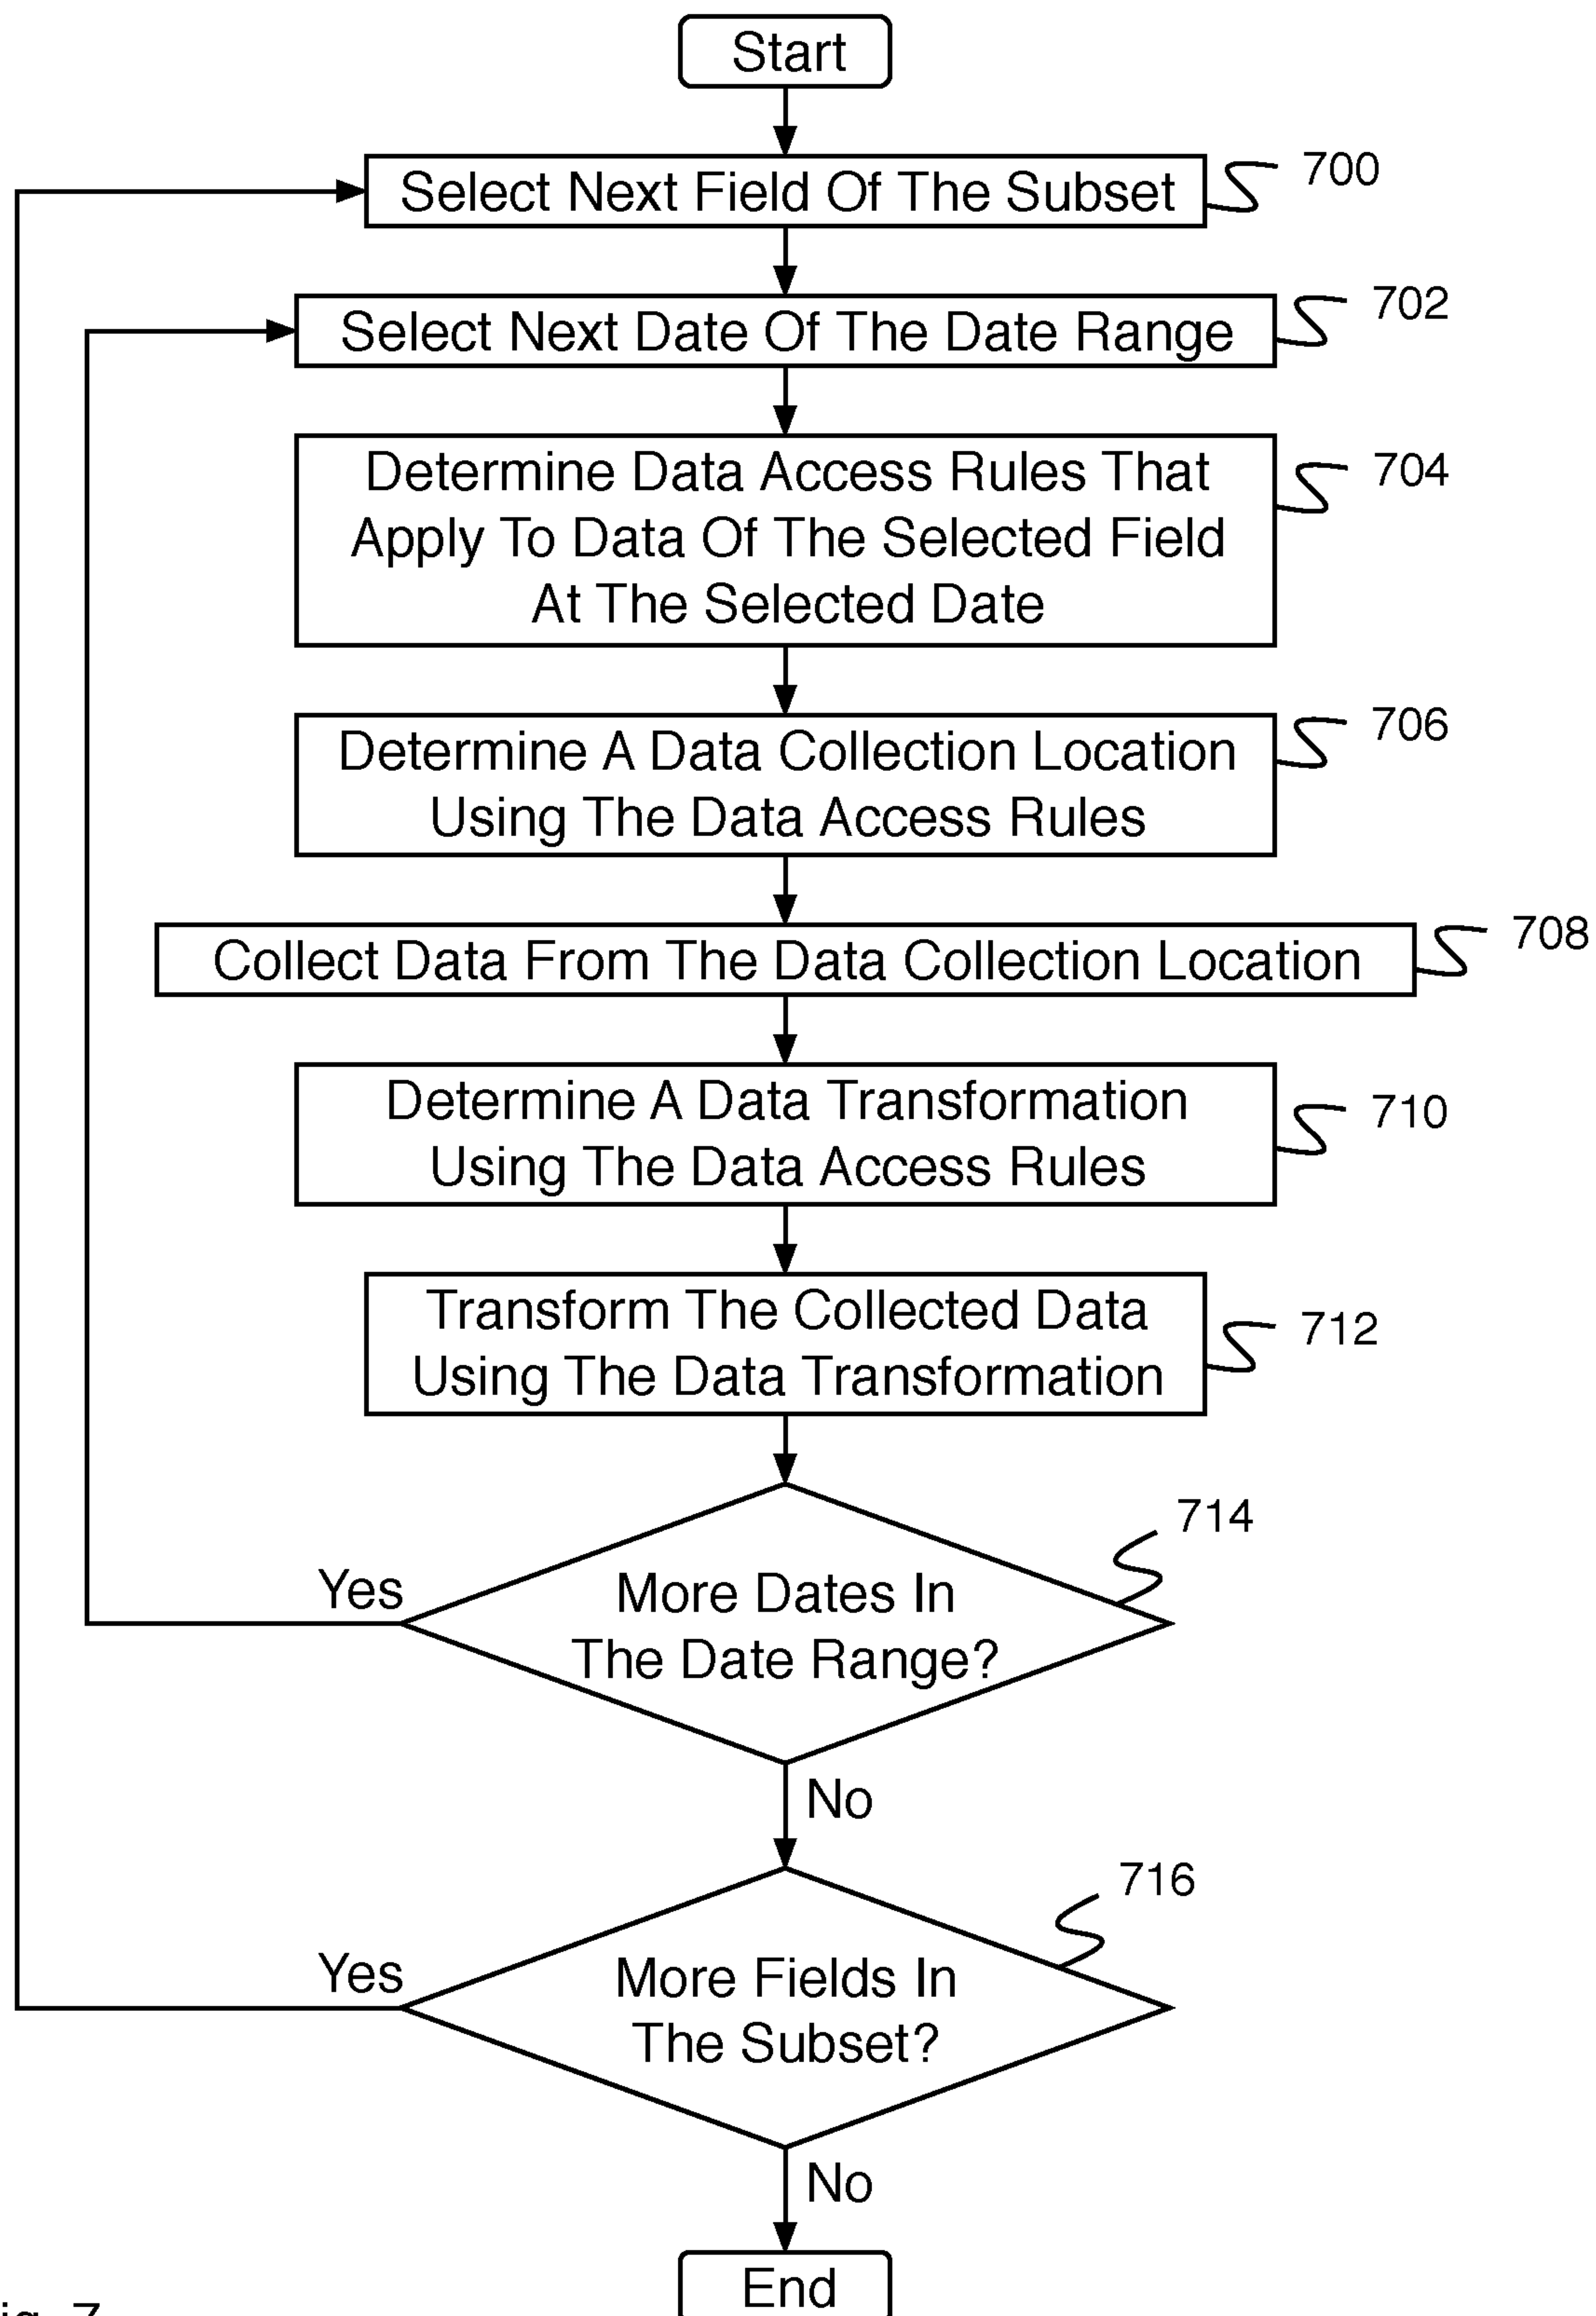 Start
Select Next Field Of The Subset
700
Select Next Date Of The Date Range
702
Determine Data Access Rules That
Apply To Data Of The Selected Field
At The Selected Date
704
Determine A Data Collection Location
Using The Data Access Rules
706
Collect Data From The Data Collection Location
708
Determine A Data Transformation
Using The Data Access Rules
710
Transform The Collected Data
Using The Data Transformation
712
714
Yes
More Dates In
The Date Range?
No
716
Yes
More Fields In
The Subset?
No
End
7